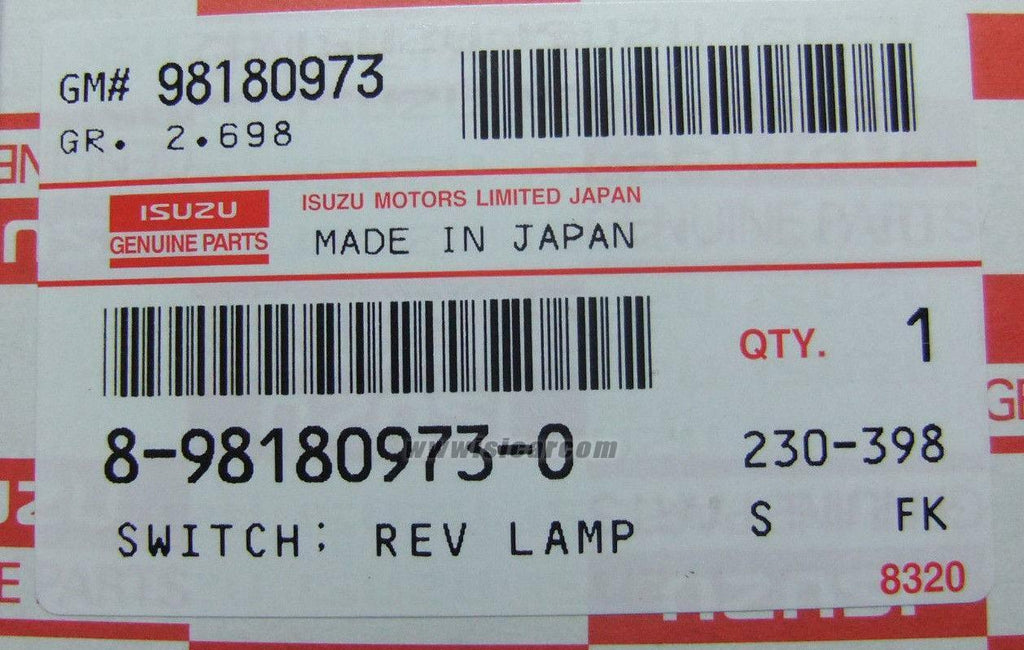 GM# 98180973
GR. 2.698
ISUZU
GENUINE PARTS
ISUZU MOTORS LIMITED JAPAN
MADE IN JAPAN
QTY. 1
8-98180973-0
230-398
SWITCH; REV LAMP
S FK
8320